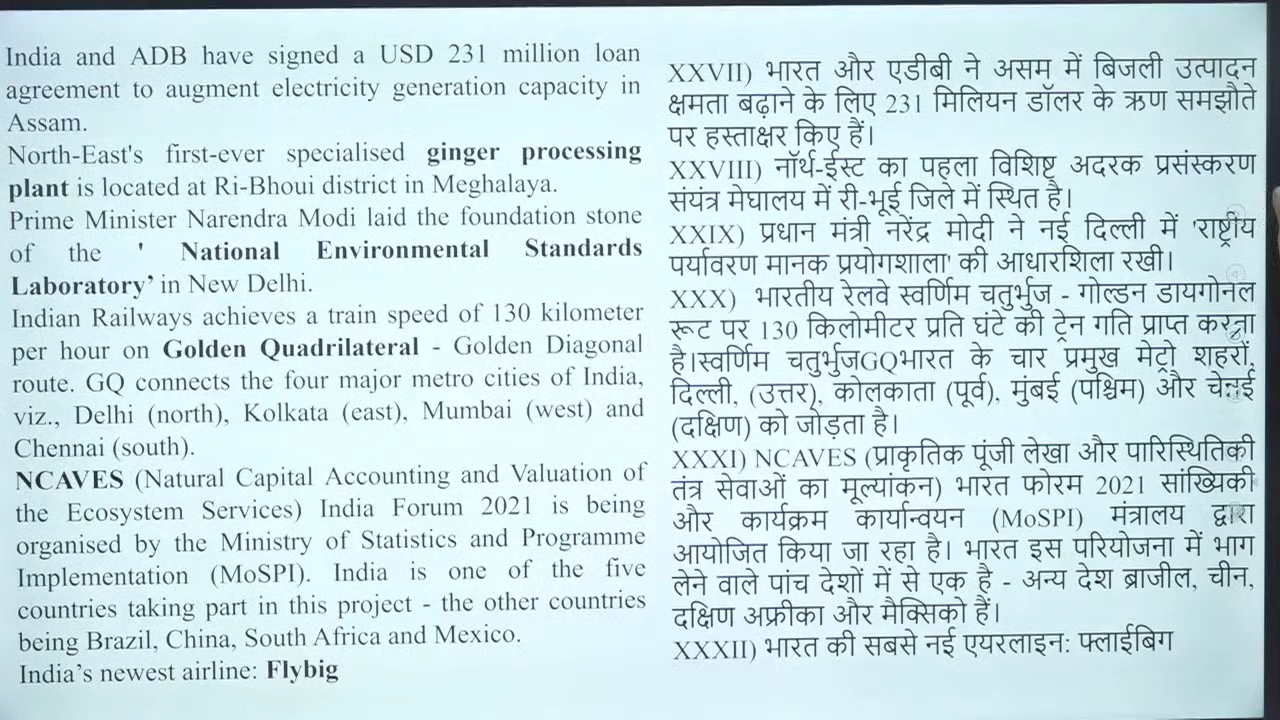 India and ADB have signed a USD 231 million loan
agreement to augment electricity generation capacity in
Assam.
North-East's first-ever specialised ginger processing
plant is located at Ri-Bhoui district in Meghalaya.
Prime Minister Narendra Modi laid the foundation stone
of the ' National Environmental Standards
Laboratory’ in New Delhi.
Indian Railways achieves a train speed of 130 kilometer
per hour on Golden Quadrilateral - Golden Diagonal
route. GQ connects the four major metro cities of India,
viz., Delhi (north), Kolkata (east), Mumbai (west) and
Chennai (south).
NCAVES (Natural Capital Accounting and Valuation of
the Ecosystem Services) India Forum 2021 is being
organised by the Ministry of Statistics and Programme
Implementation (MoSPI). India is one of the five
countries taking part in this project - the other countries
being Brazil, China, South Africa and Mexico.
India’s newest airline: Flybig
XXVII) भारत और एडीबी ने असम में बिजली उत्पादन
क्षमता बढ़ाने के लिए 231 मिलियन डॉलर के ऋण समझौते
पर हस्ताक्षर किए हैं।
XXVIII) नॉर्थ-ईस्ट का पहला विशिष्ट अदरक प्रसंस्करण
संयंत्र मेघालय में री-भूई जिले में स्थित है।
XXIX) प्रधान मंत्री नरेंद्र मोदी ने नई दिल्ली में 'राष्ट्रीय
पर्यावरण मानक प्रयोगशाला' की आधारशिला रखी।
XXX) भारतीय रेलवे स्वर्णिम चतुर्भुज - गोल्डन डायगोनल
रूट पर 130 किलोमीटर प्रति घंटे की ट्रेन गति प्राप्त करता
है।स्वर्णिम चतुर्भुजGQभारत के चार प्रमुख मेट्रो शहरों,
दिल्ली, (उत्तर), कोलकाता (पूर्व), मुंबई (पश्चिम) और चेन्नई
(दक्षिण) को जोड़ता है।
XXXI) NCAVES (प्राकृतिक पूंजी लेखा और पारिस्थितिकी
तंत्र सेवाओं का मूल्यांकन) भारत फोरम 2021 सांख्यिकी
और कार्यक्रम कार्यान्वयन (MoSPI) मंत्रालय द्वारा
आयोजित किया जा रहा है। भारत इस परियोजना में भाग
लेने वाले पांच देशों में से एक है - अन्य देश ब्राजील, चीन,
दक्षिण अफ्रीका और मैक्सिको हैं।
XXXII) भारत की सबसे नई एयरलाइन: फ्लाईबिग